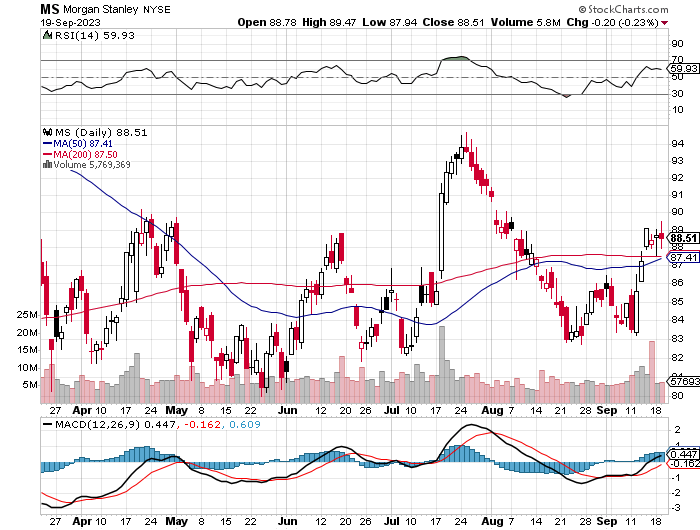 MS Morgan Stanley NYSE © StockCharts.com
19-Sep-2023 Open 88.78 High 89.47 Low 87.94 Close 88.51 Volume 5.8M Chg -0.20 (-0.23%)
RSI(14) 59.93
90
70
59.93
50
30
10
MS (Daily) 88.51
MA(50) 87.41
MA(200) 87.50
Volume 5,769,369
94
93
92
91
90
89
88.51
88
87.41
87
86
85
84
83
82
81
80
25M
20M
15M
10M
5M
57693
27 Apr 10 17 24 May 8 15 22 Jun 12 20 26 Jul 10 17 24 Aug 7 14 21 28 Sep 11 18
MACD(12,26,9) 0.447, -0.162, 0.609
2
1
0.447
-0.162
-1
-2
-3
27 Apr 10 17 24 May 8 15 22 Jun 12 20 26 Jul 10 17 24 Aug 7 14 21 28 Sep 11 18